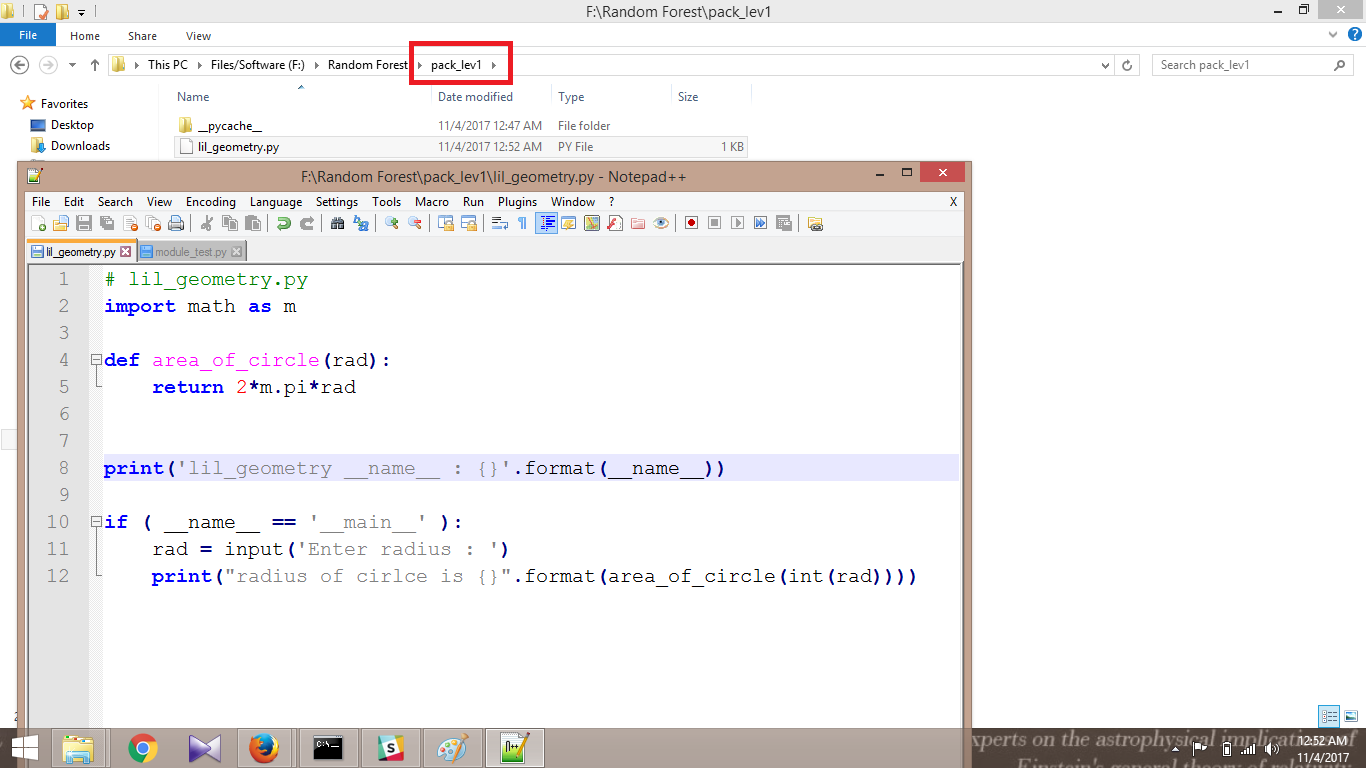 F:\Random Forest\pack_lev1
File Home Share View
This PC Files/Software (F:) Random Forest pack_lev1 Search pack_lev1
Favorites
Desktop
Downloads
Name Date modified Type Size
__pycache__ 11/4/2017 12:47 AM File folder
lil_geometry.py 11/4/2017 12:52 AM PY File 1 KB
F:\Random Forest\pack_lev1\lil_geometry.py - Notepad++
File Edit Search View Encoding Language Settings Tools Macro Run Plugins Window ? X
lil_geometry.py module_test.py
1 # lil_geometry.py
2 import math as m
3
4 def area_of_circle(rad):
5 return 2*m.pi*rad
6
7
8 print('lil_geometry __name__ : {}'.format(__name__))
9
10 if ( __name__ == '__main__' ):
11 rad = input('Enter radius : ')
12 print("radius of cirlce is {}".format(area_of_circle(int(rad))))
xperts on the astrophysical implication of
Einstein's general theory of relativity
12:52 AM
11/4/2017